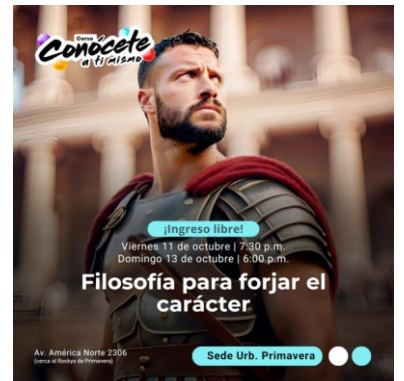 Curso
Conócete
a ti mismo
¡Ingreso libre!
Viernes 11 de octubre | 7:30 p.m.
Domingo 13 de octubre | 6:00 p.m.
Filosofía para forjar el
carácter
Av. América Norte 2306
(cerca al Rockys de Primavera)
Sede Urb. Primavera